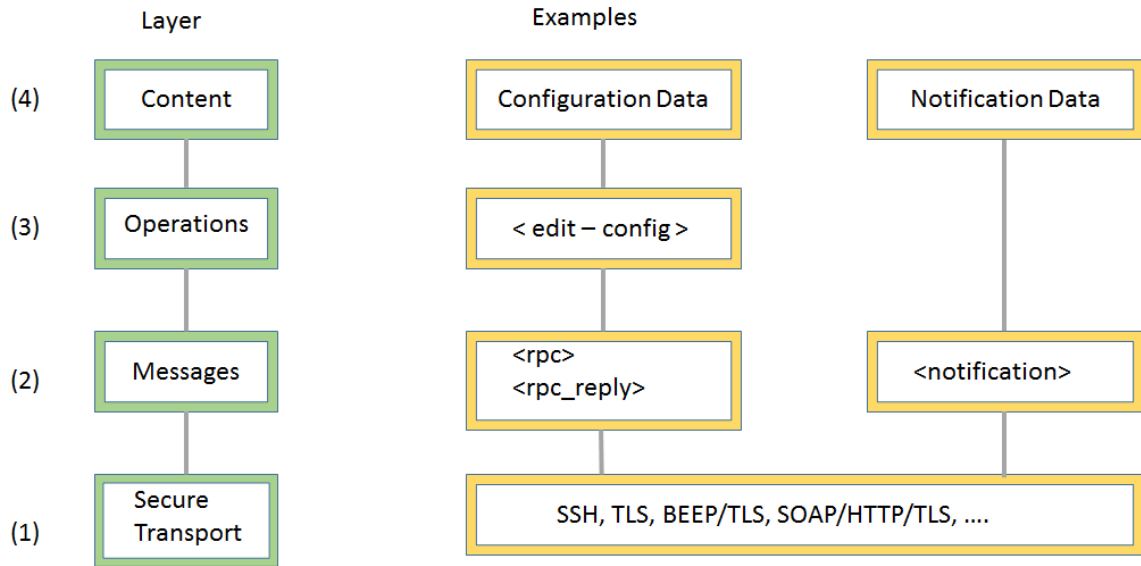 Layer
Examples
(4)
Content
Configuration Data
Notification Data
(3)
Operations
< edit – config >
(2)
Messages
<rpc>
<rpc_reply>
<notification>
(1)
Secure
Transport
SSH, TLS, BEEP/TLS, SOAP/HTTP/TLS, ....